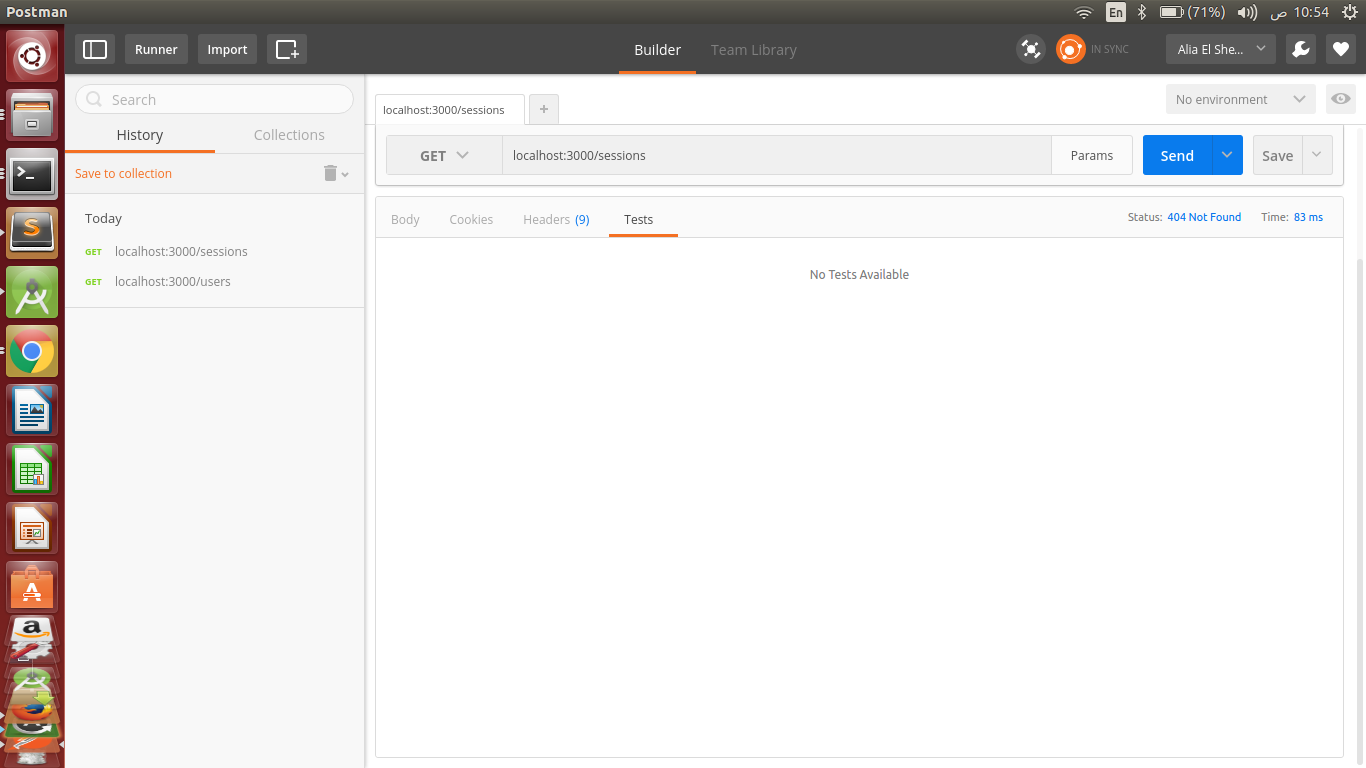 Postman
En (71%) 10:54 ص
Runner Import Builder Team Library IN SYNC Alia El She...
Search
History Collections
Save to collection
Today
GET localhost:3000/sessions
GET localhost:3000/users
localhost:3000/sessions + No environment
GET localhost:3000/sessions Params Send Save
Body Cookies Headers (9) Tests Status: 404 Not Found Time: 83 ms
No Tests Available